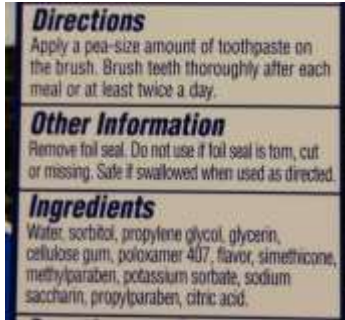 Directions
Apply a pea-size amount of toothpaste on
the brush. Brush teeth thoroughly after each
meal or at least twice a day.
Other Information
Remove foil seal. Do not use if foil seal is torn, cut
or missing. Safe if swallowed when used as directed.
Ingredients
Water, sorbitol, propylene glycol, glycerin,
cellulose gum, poloxamer 407, flavor, simethicone,
methylparaben, potassium sorbate, sodium
saccharin, propylparaben, citric acid.